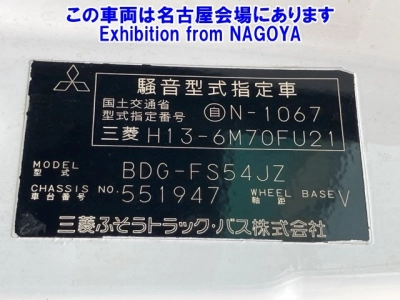 この車両は名古屋会場にあります
Exhibition from NAGOYA
騒音型式指定車
国土交通省
型式指定番号 自 N-1067
三菱 H13-6M70FU21
MODEL
型式 BDG-FS54JZ
CHASSIS NO. 551947 WHEEL BASE V
車台番号 軸距
三菱ふそうトラック・バス株式会社